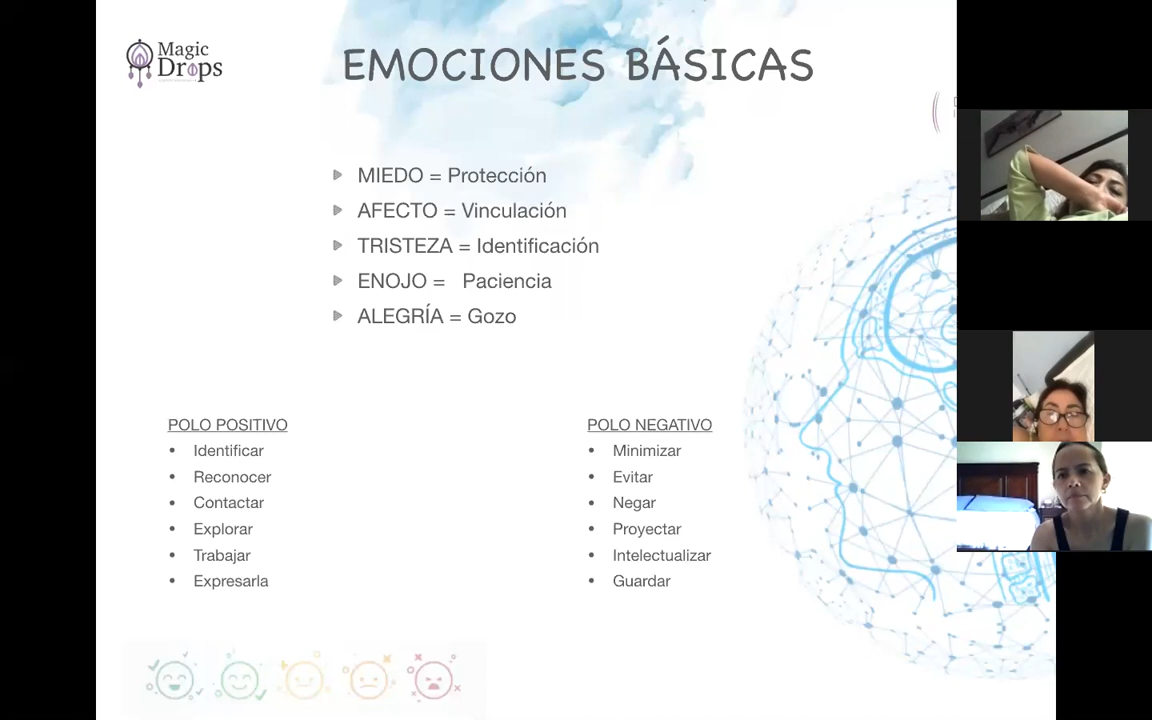 Magic
Drops
EMOCIONES BÁSICAS
MIEDO = Protección
AFECTO = Vinculación
TRISTEZA = Identificación
ENOJO = Paciencia
ALEGRÍA = Gozo
POLO POSITIVO
• Identificar
• Reconocer
• Contactar
• Explorar
• Trabajar
• Expresarla
POLO NEGATIVO
• Minimizar
• Evitar
• Negar
• Proyectar
• Intelectualizar
• Guardar